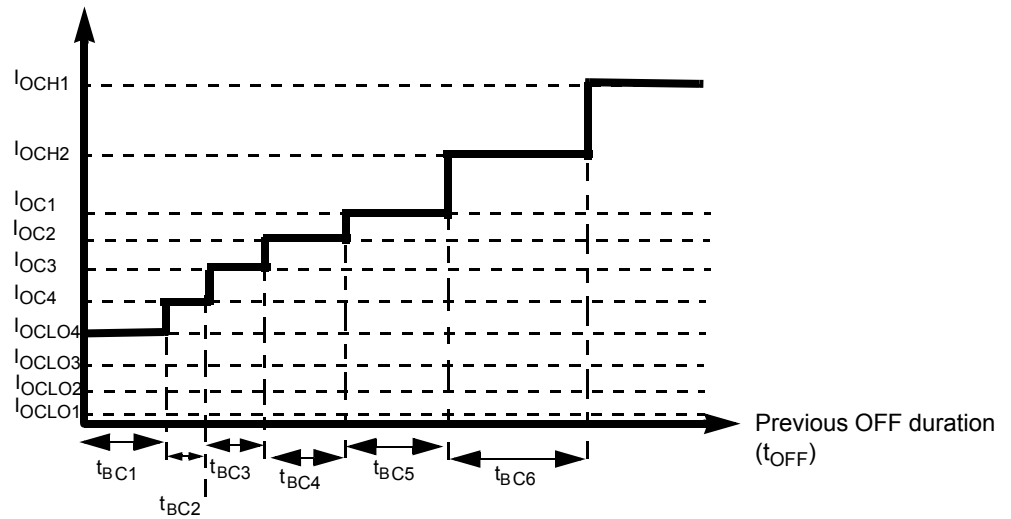 IOCH1
IOCH2
IOC1
IOC2
IOC3
IOC4
IOCLO4
IOCLO3
IOCLO2
IOCLO1
Previous OFF duration
(tOFF)
tBC1
tBC2
tBC3
tBC4
tBC5
tBC6